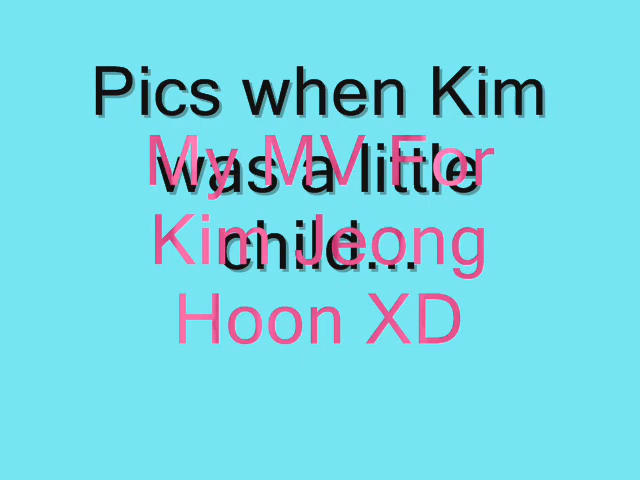 Pics when Kim
was a little
child...
My MV For
Kim Jeong
Hoon XD